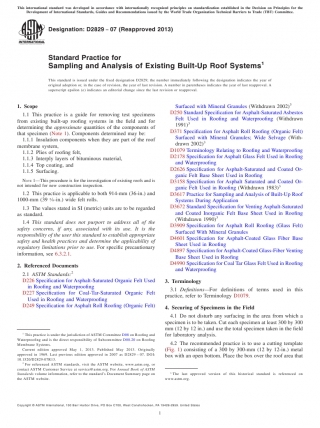 This international standard was developed in accordance with internationally recognized principles on standardization established in the Decision on Principles for the
Development of International Standards, Guides and Recommendations issued by the World Trade Organization Technical Barriers to Trade (TBT) Committee.
Designation: D2829 − 07 (Reapproved 2013)
Standard Practice for
Sampling and Analysis of Existing Built-Up Roof Systems1
This standard is issued under the fixed designation D2829; the number immediately following the designation indicates the year of
original adoption or, in the case of revision, the year of last revision. A number in parentheses indicates the year of last reapproval. A
superscript epsilon (ε) indicates an editorial change since the last revision or reapproval.
1. Scope
1.1 This practice is a guide for removing test specimens
from existing built-up roofing systems in the field and for
determining the approximate quantities of the components of
that specimen (Note 1). Components determined may be:
1.1.1 Insulation components when they are part of the roof
membrane system,
1.1.2 Plies of roofing felt,
1.1.3 Interply layers of bituminous material,
1.1.4 Top coating, and
1.1.5 Surfacing.
NOTE 1—This procedure is for the investigation of existing roofs and is
not intended for new construction inspection.
1.2 This practice is applicable to both 914-mm (36-in.) and
1000-mm (39 3⁄8 in.) wide felt rolls.
1.3 The values stated in SI (metric) units are to be regarded
as standard.
1.4 This standard does not purport to address all of the
safety concerns, if any, associated with its use. It is the
responsibility of the user of this standard to establish appropriate
safety and health practices and determine the applicability of
regulatory limitations prior to use. For specific precautionary
information, see 6.3.2.1.
2. Referenced Documents
2.1 ASTM Standards:2
D226 Specification for Asphalt-Saturated Organic Felt Used
in Roofing and Waterproofing
D227 Specification for Coal-Tar-Saturated Organic Felt
Used in Roofing and Waterproofing
D249 Specification for Asphalt Roll Roofing (Organic Felt)
1 This practice is under the jurisdiction of ASTM Committee D08 on Roofing and
Waterproofing and is the direct responsibility of Subcommittee D08.20 on Roofing
Membrane Systems.
Current edition approved May 1, 2013. Published May 2013. Originally
approved in 1969. Last previous edition approved in 2007 as D2829 – 07. DOI:
10.1520/D2829-07R13.
2 For referenced ASTM standards, visit the ASTM website, www.astm.org, or
contact ASTM Customer Service at service@astm.org. For Annual Book of ASTM
Standards volume information, refer to the standard's Document Summary page on
the ASTM website.
Surfaced with Mineral Granules (Withdrawn 2002)3
D250 Specification for Asphalt-Saturated Asbestos
Felt Used in Roofing and Waterproofing (Withdrawn
1991)3
D371 Specification for Asphalt Roll Roofing (Organic Felt)
Surfaced with Mineral Granules; Wide Selvage (With-
drawn 2002)3
D1079 Terminology Relating to Roofing and Waterproofing
D2178 Specification for Asphalt Glass Felt Used in Roofing
and Waterproofing
D2626 Specification for Asphalt-Saturated and Coated Or-
ganic Felt Base Sheet Used in Roofing
D3158 Specification for Asphalt-Saturated and Coated Or-
ganic Felt Used in Roofing (Withdrawn 1985)3
D3617 Practice for Sampling and Analysis of Built-Up Roof
Systems During Application
D3672 Specification for Venting Asphalt-Saturated
and Coated Inorganic Felt Base Sheet Used in Roofing
(Withdrawn 1996)3
D3909 Specification for Asphalt Roll Roofing (Glass Felt)
Surfaced With Mineral Granules
D4601 Specification for Asphalt-Coated Glass Fiber Base
Sheet Used in Roofing
D4897 Specification for Asphalt-Coated Glass-Fiber Venting
Base Sheet Used in Roofing
D4990 Specification for Coal Tar Glass Felt Used in Roofing
and Waterproofing
3. Terminology
3.1 Definitions—For definitions of terms used in this
practice, refer to Terminology D1079.
4. Securing of Specimens in the Field
4.1 Do not disturb any surfacing in the area from which a
specimen is to be taken. Cut each specimen at least 300 by 300
mm (12 by 12 in.) and use the total specimen taken in the field
for laboratory analysis.
4.2 The recommended practice is to use a cutting template
(Fig. 1) consisting of a 300 by 300-mm (12 by 12-in.) metal
box with an open bottom. Place the box over the roof area that
3 The last approved version of this historical standard is referenced on
www.astm.org.
Copyright © ASTM International, 100 Barr Harbor Drive, PO Box C700, West Conshohocken, PA 19428-2959. United States
1